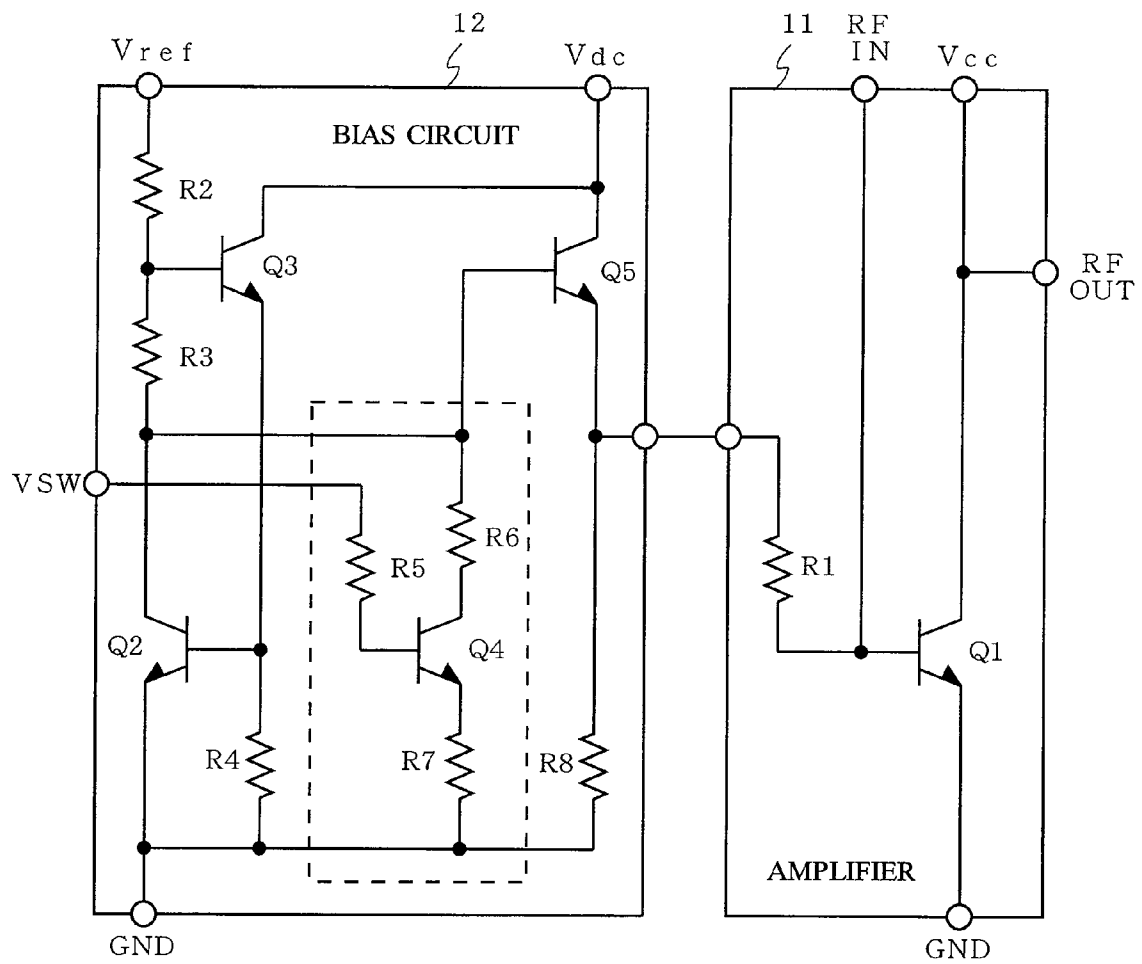 12
11
RF
IN
Vref
Vdc
Vcc
BIAS CIRCUIT
R2
Q3
Q5
RF
OUT
R3
VSW
R5
R6
R1
Q2
Q4
Q1
R4
R7
R8
AMPLIFIER
GND
GND